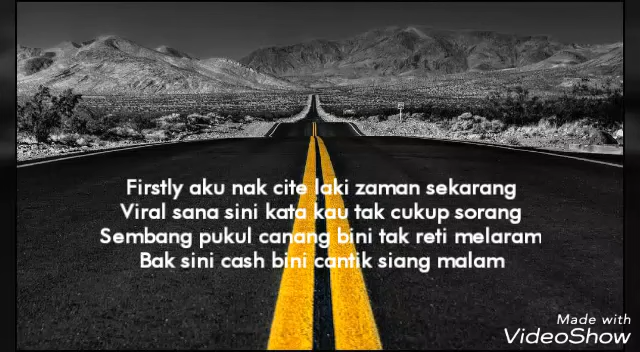 Firstly aku nak cite laki zaman sekarang
Viral sana sini kata kau tak cukup sorang
Sembang pukul canang bini tak reti melaram
Bak sini cash bini cantik siang malam
Made with
VideoShow